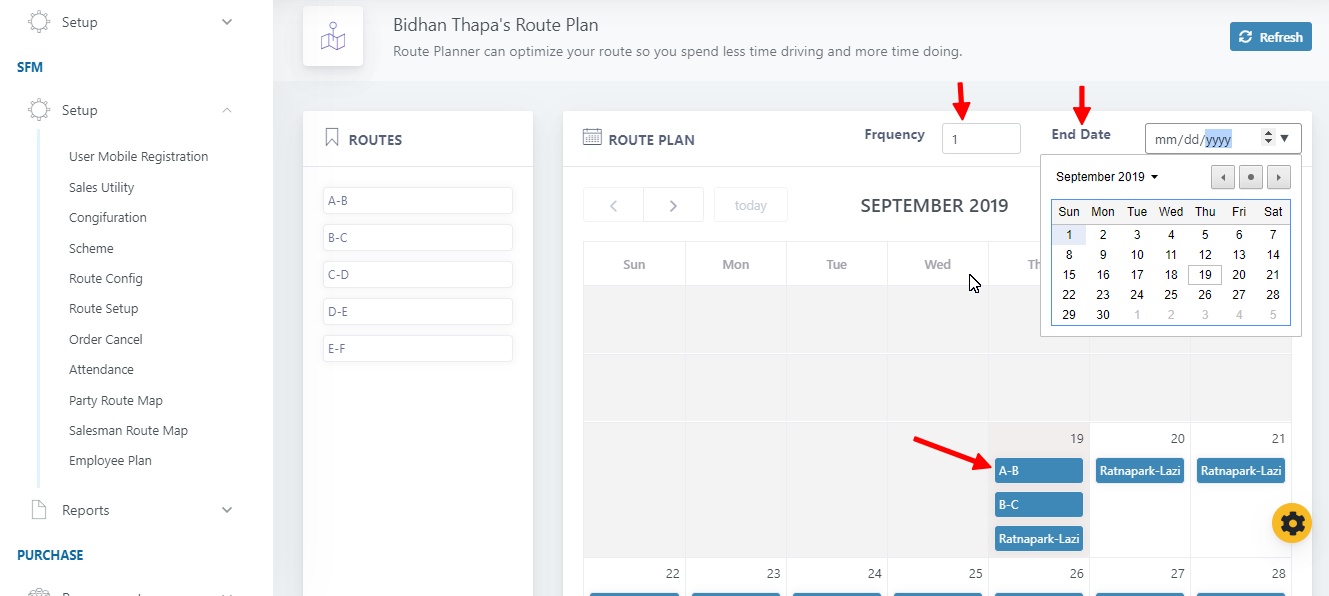 Setup
SFM
Setup
User Mobile Registration
Sales Utility
Congifuration
Scheme
Route Config
Route Setup
Order Cancel
Attendance
Party Route Map
Salesman Route Map
Employee Plan
Reports
PURCHASE
Bidhan Thapa's Route Plan
Route Planner can optimize your route so you spend less time driving and more time doing.
Refresh
ROUTES
A-B
B-C
C-D
D-E
E-F
ROUTE PLAN
Frquency
1
End Date
mm/dd/yyyy
September 2019
Sun Mon Tue Wed Thu Fri Sat
1 2 3 4 5 6 7
8 9 10 11 12 13 14
15 16 17 18 19 20 21
22 23 24 25 26 27 28
29 30 1 2 3 4 5
today
SEPTEMBER 2019
Sun Mon Tue Wed
19 20 21
A-B Ratnapark-Lazi Ratnapark-Lazi
B-C
Ratnapark-Lazi
22 23 24 25 26 27 28